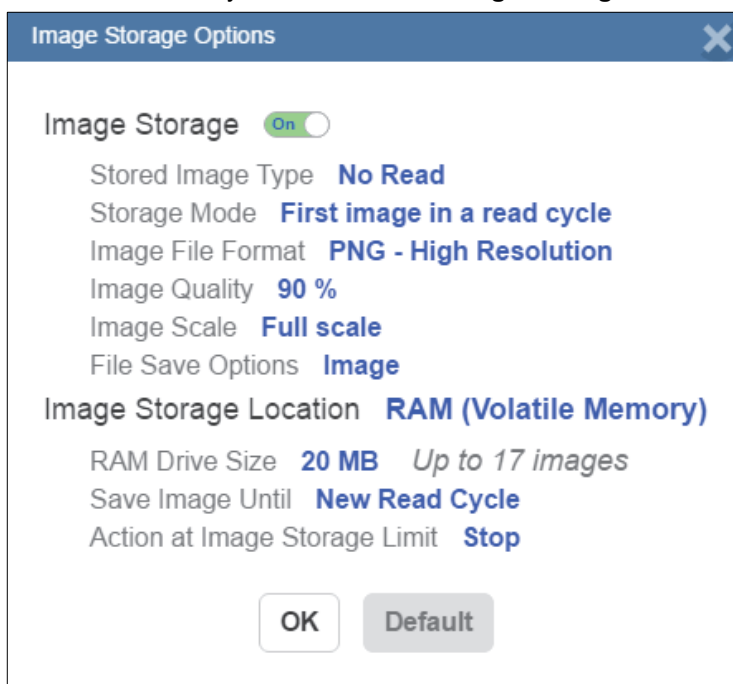 Image Storage Options
Image Storage On
Stored Image Type No Read
Storage Mode First image in a read cycle
Image File Format PNG - High Resolution
Image Quality 90 %
Image Scale Full scale
File Save Options Image
Image Storage Location RAM (Volatile Memory)
RAM Drive Size 20 MB Up to 17 images
Save Image Until New Read Cycle
Action at Image Storage Limit Stop
OK Default